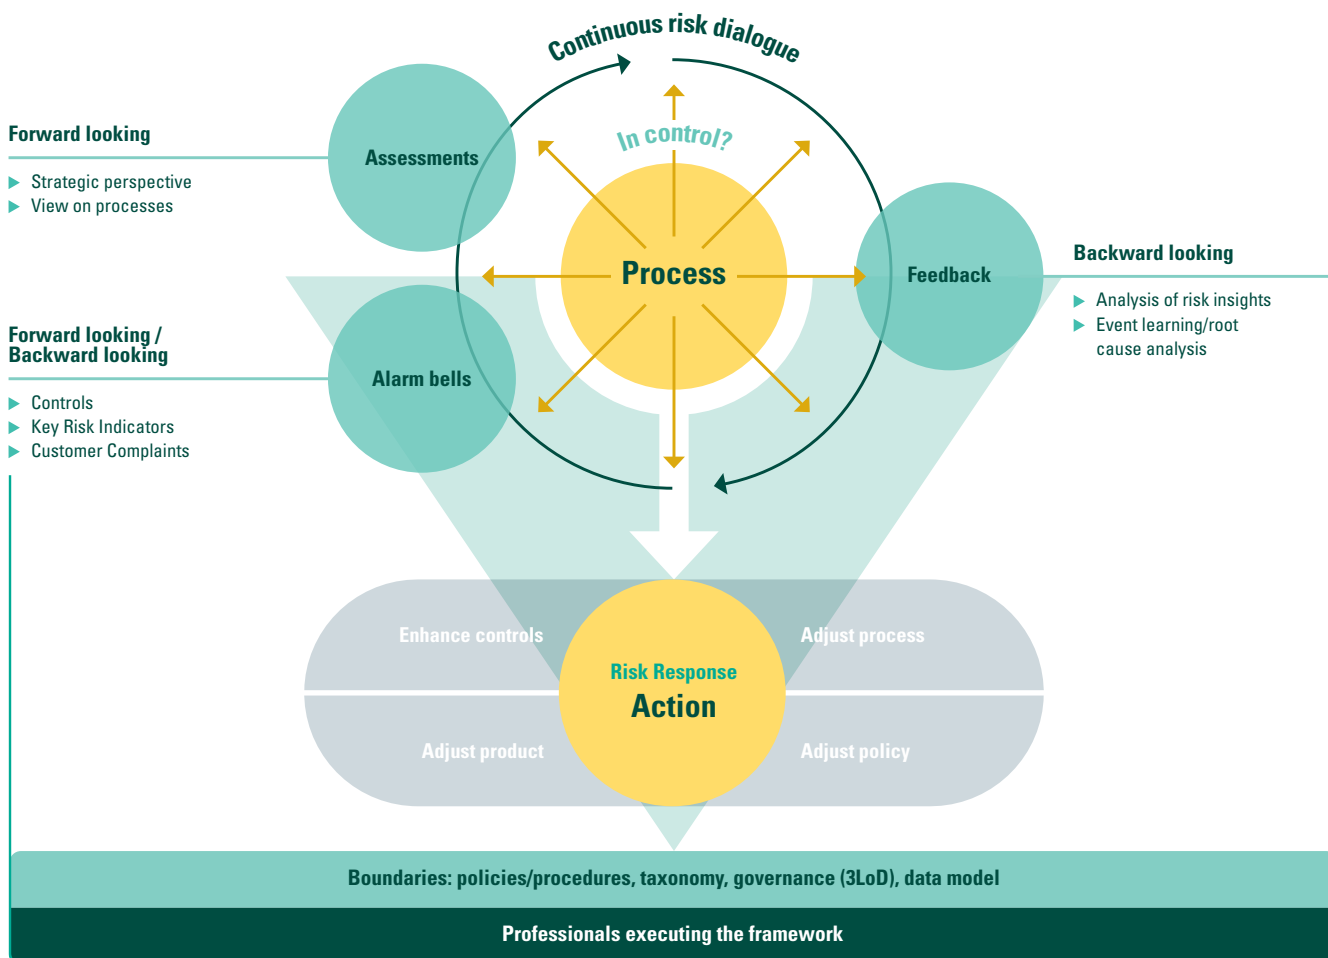 Continuous risk dialogue
In control?
Forward looking
Strategic perspective
View on processes
Assessments
Process
Feedback
Backward looking
Analysis of risk insights
Event learning/root
cause analysis
Forward looking /
Backward looking
Controls
Key Risk Indicators
Customer Complaints
Alarm bells
Enhance controls
Adjust process
Risk Response
Action
Adjust product
Adjust policy
Boundaries: policies/procedures, taxonomy, governance (3LoD), data model
Professionals executing the framework